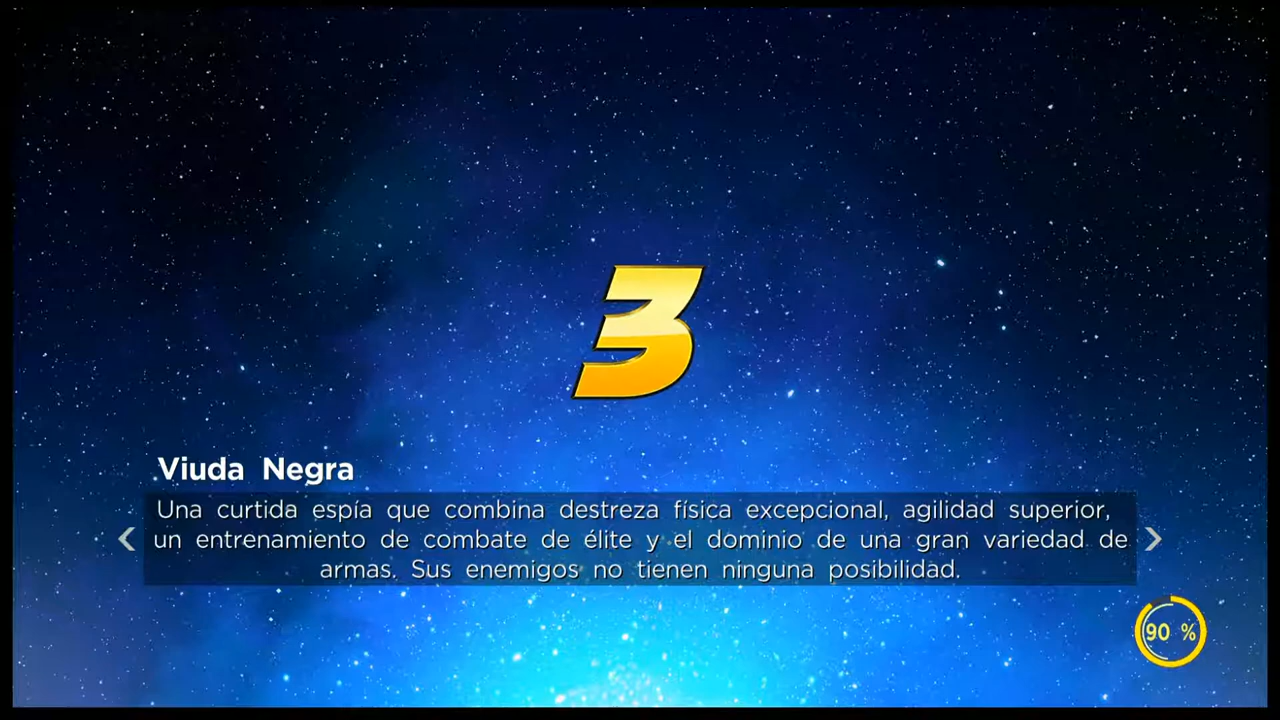 3
Viuda Negra
Una curtida espía que combina destreza física excepcional, agilidad superior,
un entrenamiento de combate de élite y el dominio de una gran variedad de
armas. Sus enemigos no tienen ninguna posibilidad.
90 %